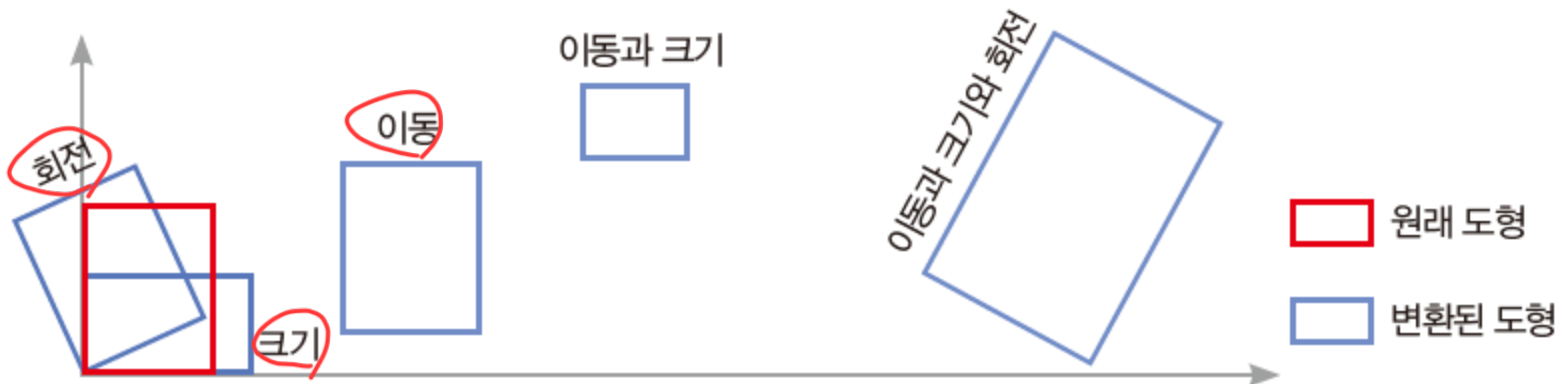 이동과 크기
이동
회전
크기
이동과 크기와 회전
원래 도형
변환된 도형